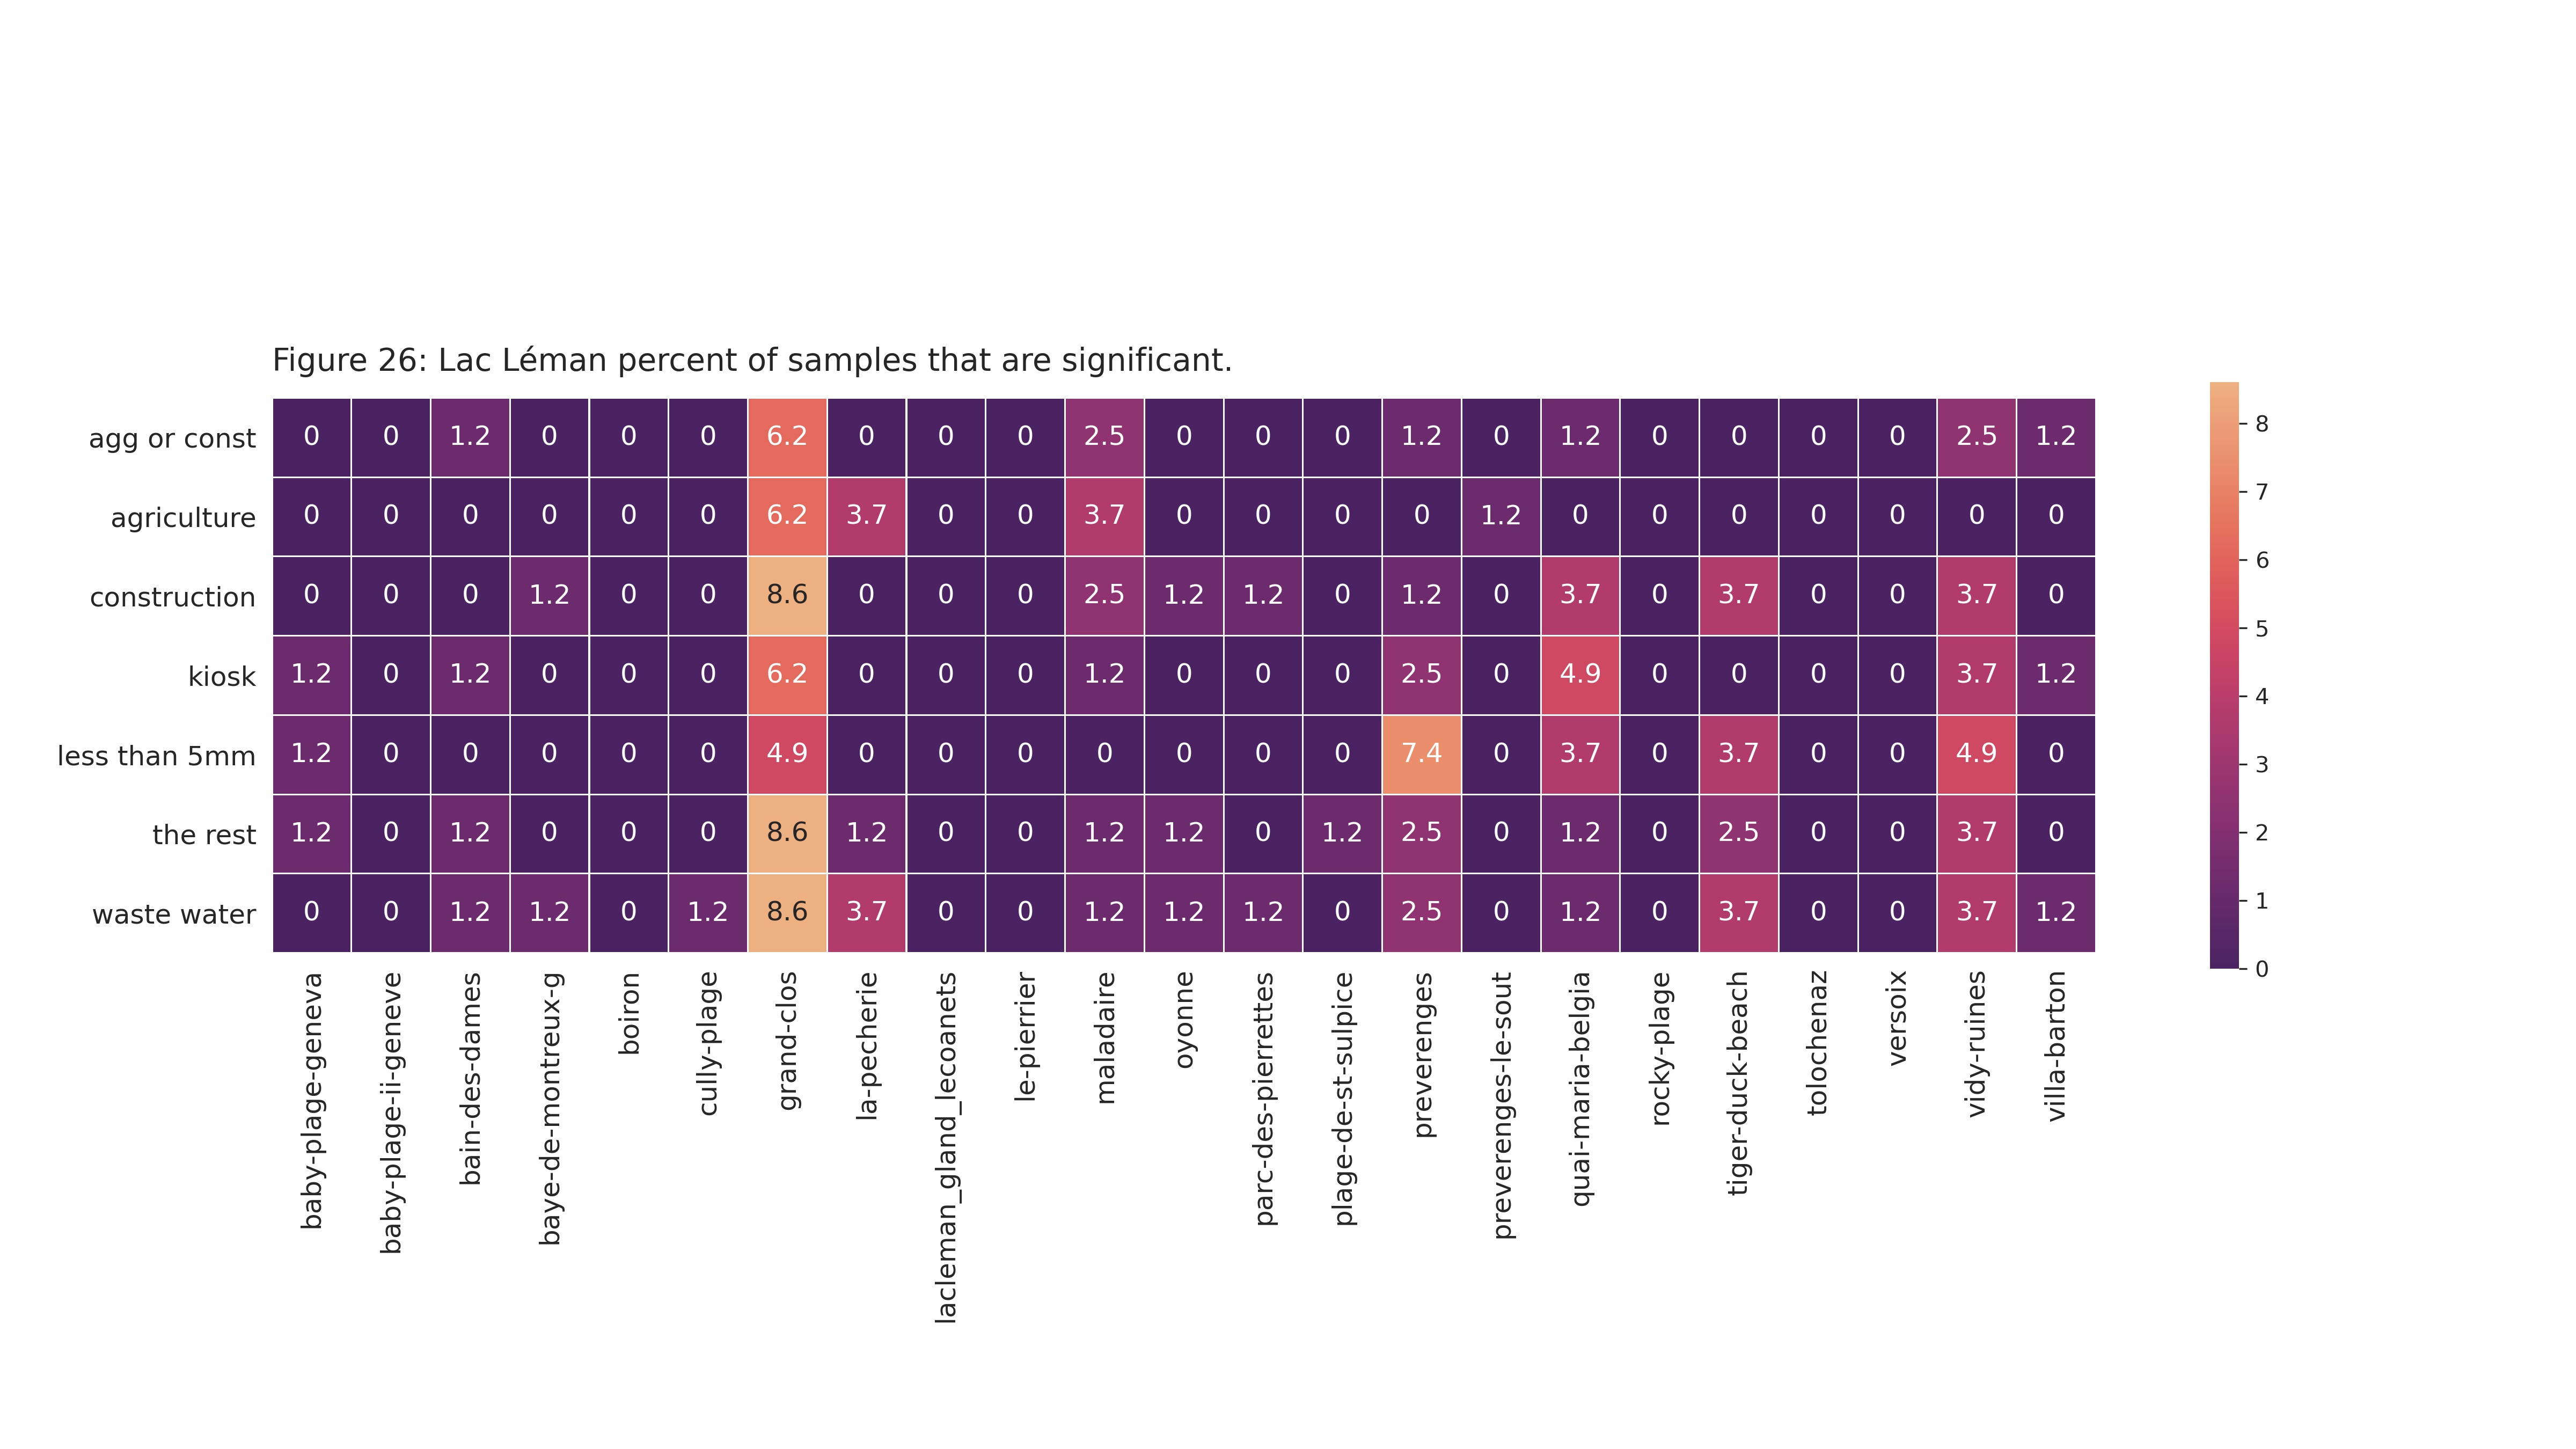 Figure 26: Lac Léman percent of samples that are significant.
agg or const 0 0 1.2 0 0 0 6.2 0 0 0 2.5 0 0 0 1.2 0 1.2 0 0 0 0 2.5 1.2
agriculture 0 0 0 0 0 0 6.2 3.7 0 0 3.7 0 0 0 0 1.2 0 0 0 0 0 0 0
construction 0 0 0 1.2 0 0 8.6 0 0 0 2.5 1.2 1.2 0 1.2 0 3.7 0 3.7 0 0 3.7 0
kiosk 1.2 0 1.2 0 0 0 6.2 0 0 0 1.2 0 0 0 2.5 0 4.9 0 0 0 0 3.7 1.2
less than 5mm 1.2 0 0 0 0 0 4.9 0 0 0 0 0 0 0 7.4 0 3.7 0 3.7 0 0 4.9 0
the rest 1.2 0 1.2 0 0 0 8.6 1.2 0 0 1.2 1.2 0 1.2 2.5 0 1.2 0 2.5 0 0 3.7 0
waste water 0 0 1.2 1.2 0 1.2 8.6 3.7 0 0 1.2 1.2 1.2 0 2.5 0 1.2 0 3.7 0 0 3.7 1.2
baby-plage-geneva
baby-plage-ii-geneve
bain-des-dames
baye-de-montreux-g
boiron
cully-plage
grand-clos
la-pecherie
lacleman_gland_lecoanets
le-pierrier
maladaire
oyonne
parc-des-pierrettes
plage-de-st-sulpice
preverenges
preverenges-le-sout
quai-maria-belgia
rocky-plage
tiger-duck-beach
tolochenaz
versoix
vidy-ruines
villa-barton
8
7
6
5
4
3
2
1
0